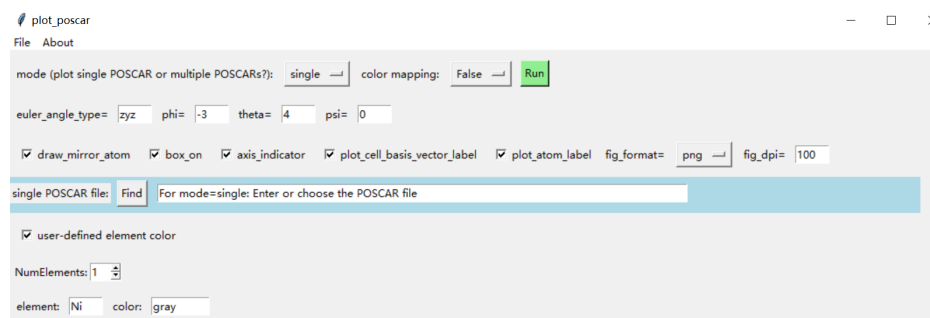 plot_poscar
File About
mode (plot single POSCAR or multiple POSCARs?): single color mapping: False Run
euler_angle_type= zyz phi= -3 theta= 4 psi= 0
draw_mirror_atom box_on axis_indicator plot_cell_basis_vector_label plot_atom_label fig_format= png fig_dpi= 100
single POSCAR file: Find For mode=single: Enter or choose the POSCAR file
user-defined element color
NumElements: 1
element: Ni color: gray